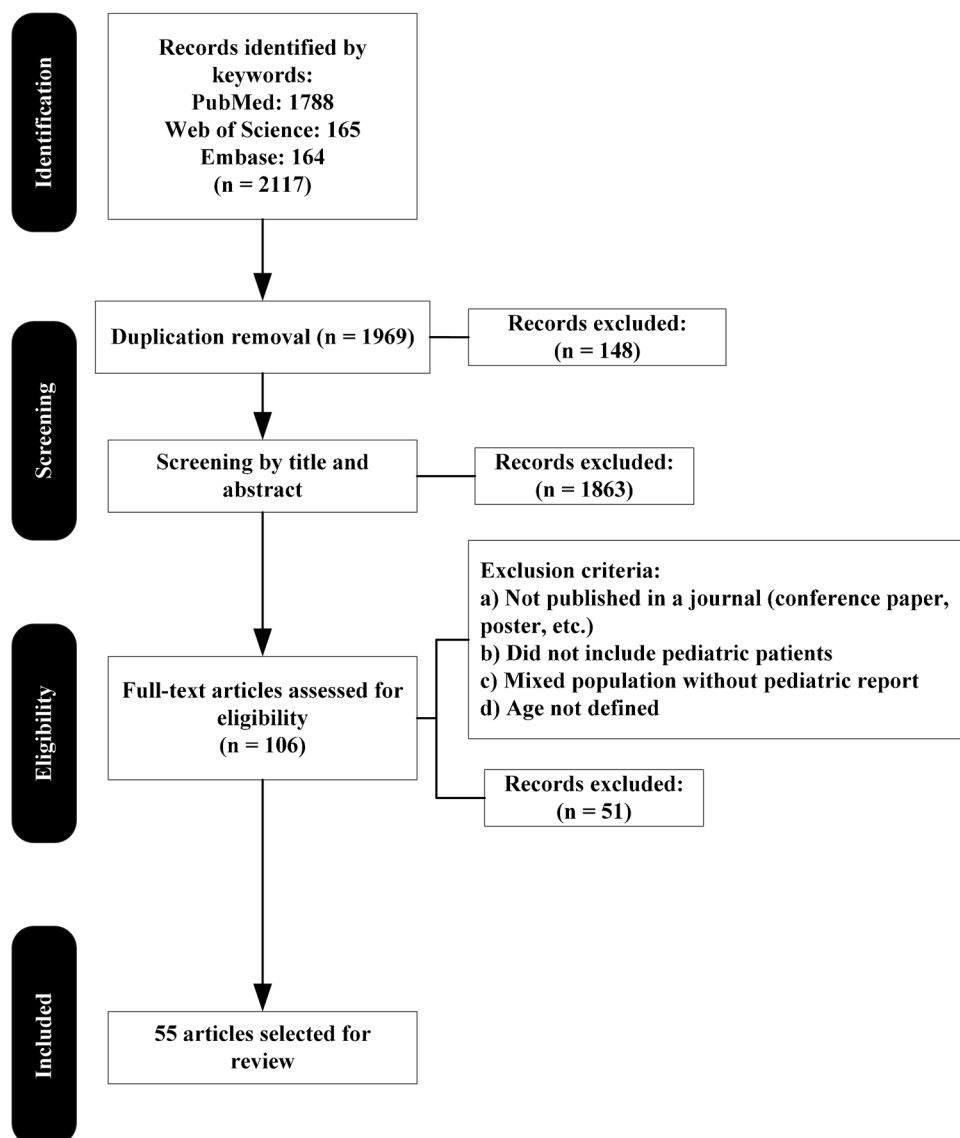 Identification
Records identified by
keywords:
PubMed: 1788
Web of Science: 165
Embase: 164
(n = 2117)
Screening
Duplication removal (n = 1969)
Records excluded:
(n = 148)
Screening by title and
abstract
Records excluded:
(n = 1863)
Eligibility
Full-text articles assessed for
eligibility
(n = 106)
Exclusion criteria:
a) Not published in a journal (conference paper,
poster, etc.)
b) Did not include pediatric patients
c) Mixed population without pediatric report
d) Age not defined
Records excluded:
(n = 51)
Included
55 articles selected for
review